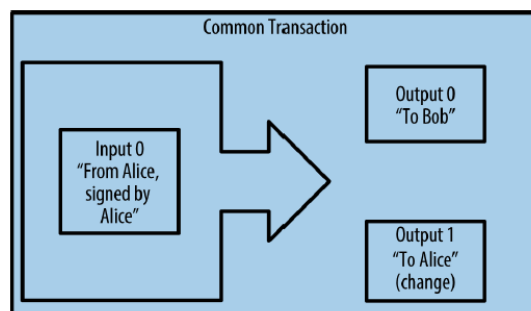 Common Transaction
Input 0
“From Alice,
signed by
Alice”
Output 0
“To Bob”
Output 1
“To Alice”
(change)